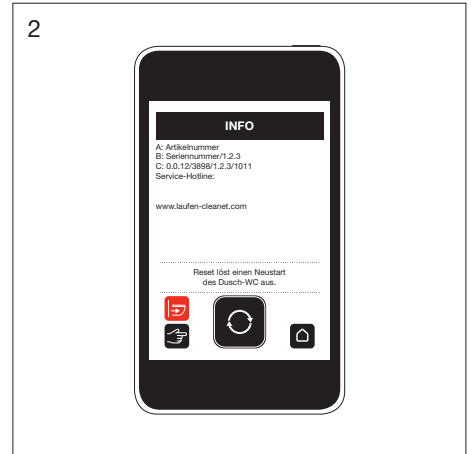 2
INFO
A: Artikelnummer
B: Seriennummer/1.2.3
C: 0.0.12/3898/1.2.3/1011
Service-Hotline:
www.laufen-cleanet.com
Reset löst einen Neustart
des Dusch-WC aus.